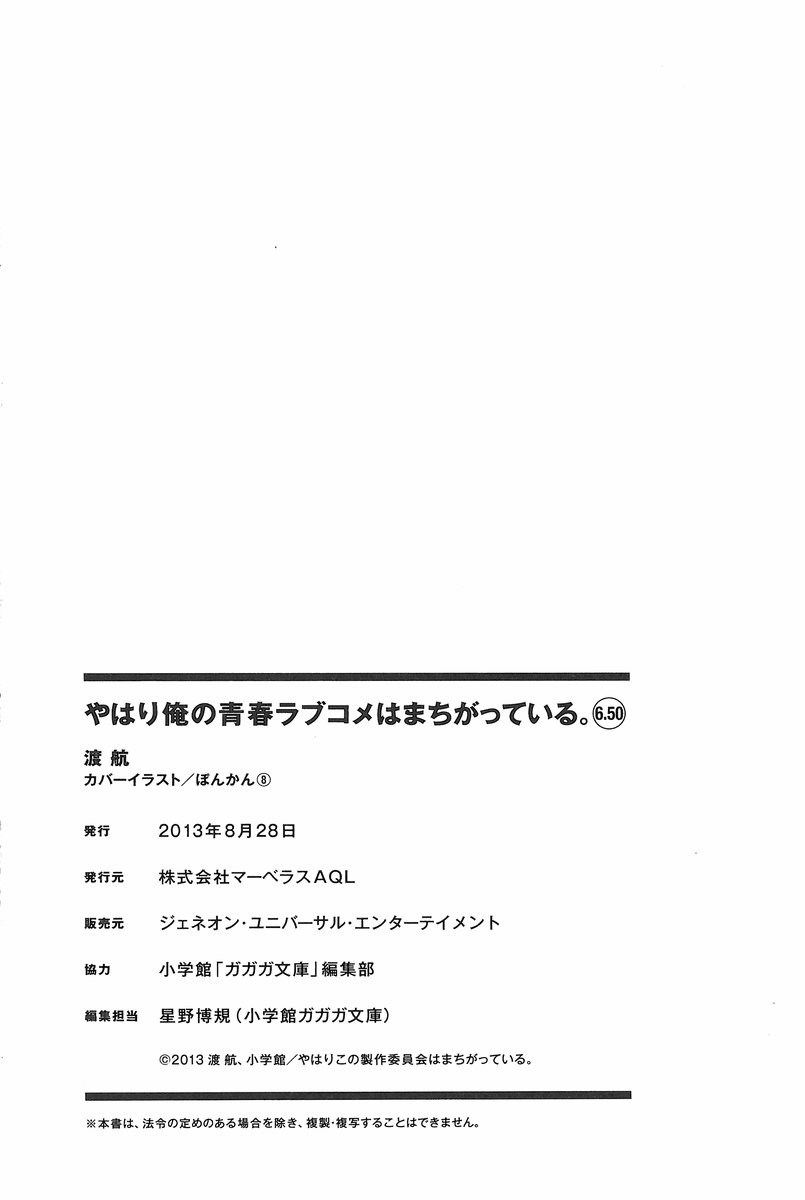 やはり俺の青春ラブコメはまちがっている。6.50
渡 航
カバーイラスト／ぽんかん⑧
発行 2013年8月28日
発行元 株式会社マーベラスAQL
販売元 ジェネオン・ユニバーサル・エンターテイメント
協力 小学館「ガガガ文庫」編集部
編集担当 星野博規（小学館ガガガ文庫）
©2013 渡 航、小学館／やはりこの製作委員会はまちがっている。
※本書は、法令の定めのある場合を除き、複製・複写することはできません。